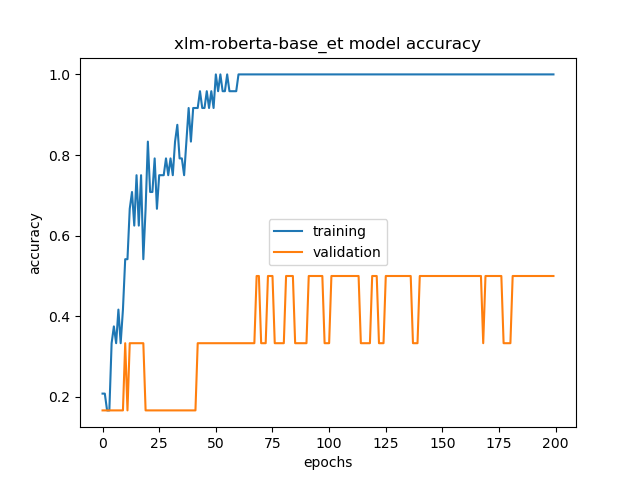 xlm-roberta-base_et model accuracy
1.0
0.8
0.6
0.4
0.2
accuracy
training
validation
0 25 50 75 100 125 150 175 200
epochs